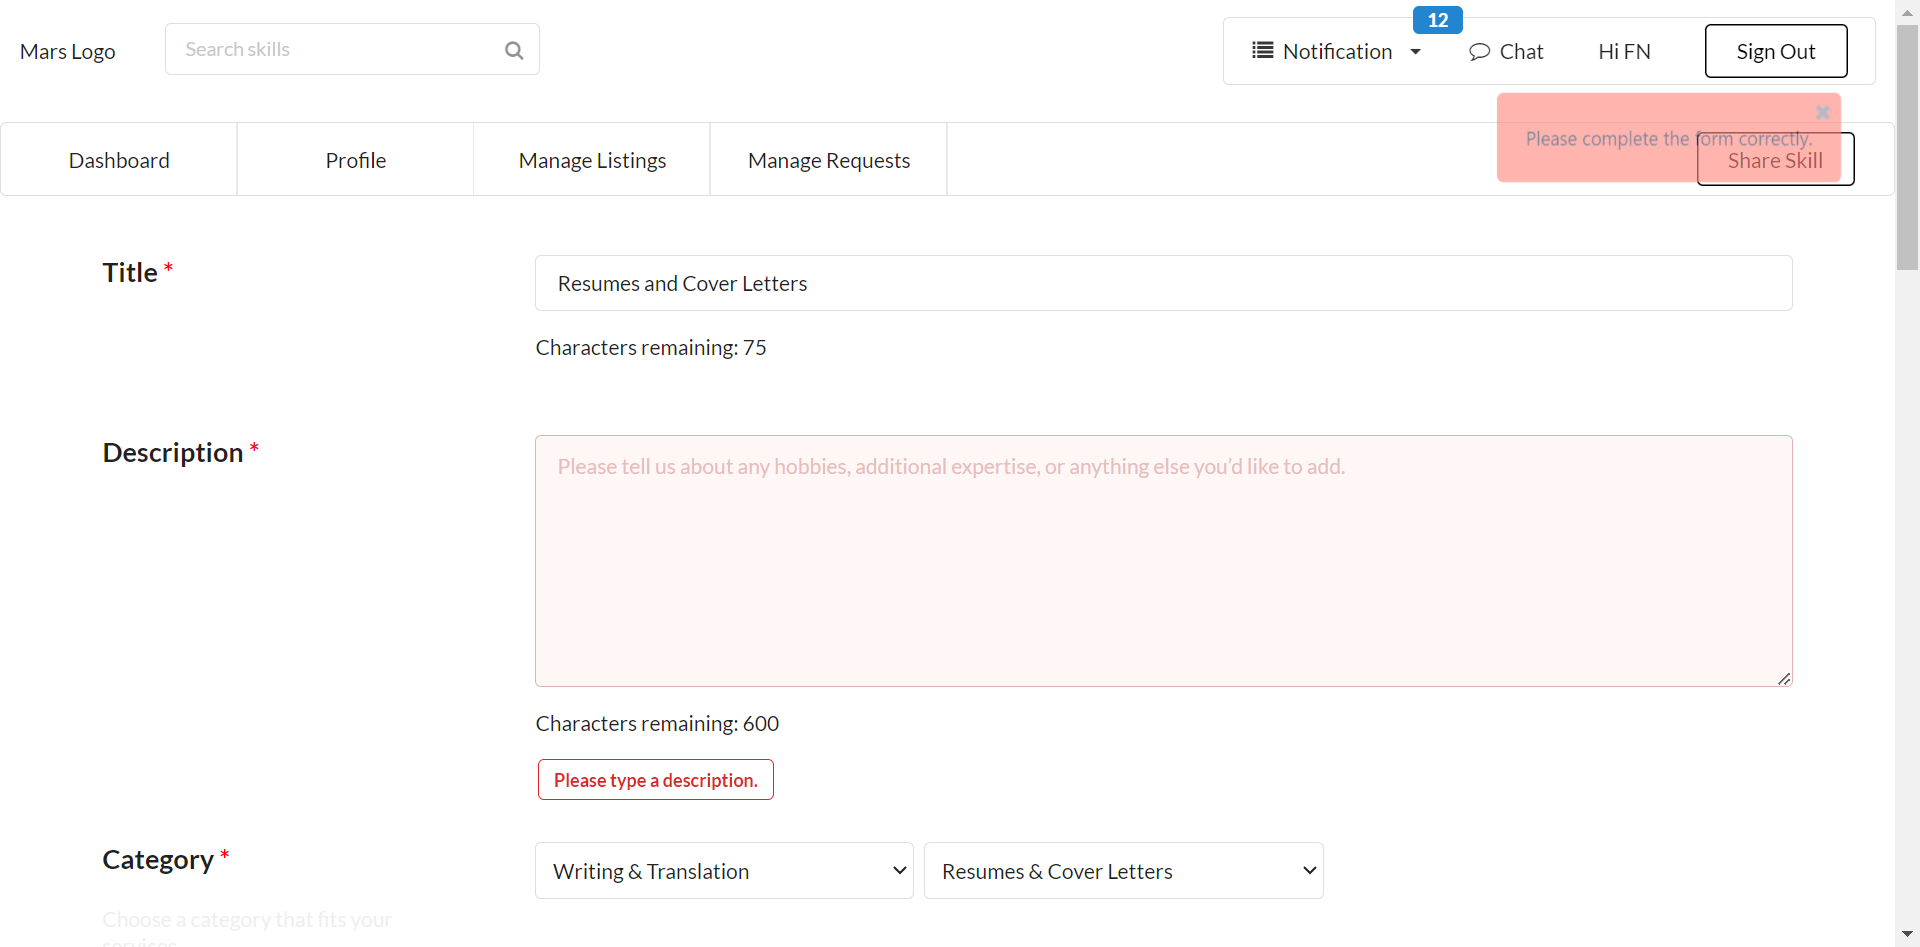 Mars Logo
Search skills
12
Notification
Chat
Hi FN
Sign Out
Please complete the form correctly.
Dashboard
Profile
Manage Listings
Manage Requests
Share Skill
Title *
Resumes and Cover Letters
Characters remaining: 75
Description *
Please tell us about any hobbies, additional expertise, or anything else you'd like to add.
Characters remaining: 600
Please type a description.
Category *
Writing & Translation
Resumes & Cover Letters
Choose a category that fits your
services